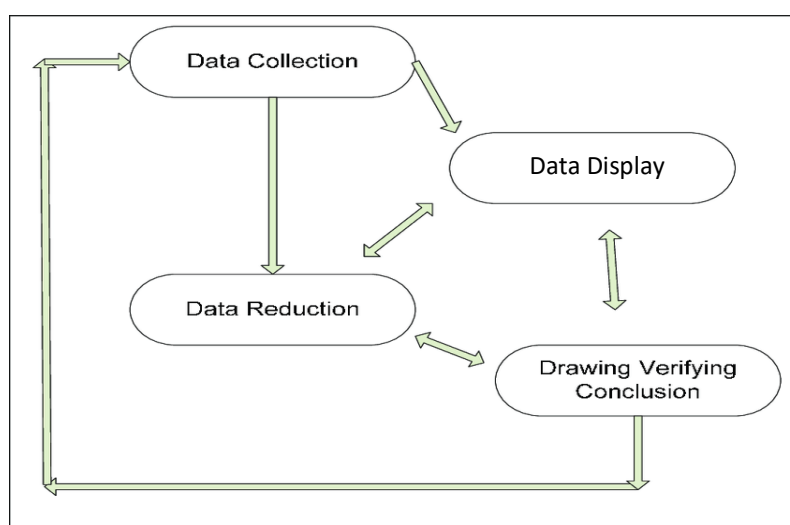 Data Collection
Data Display
Data Reduction
Drawing Verifying
Conclusion